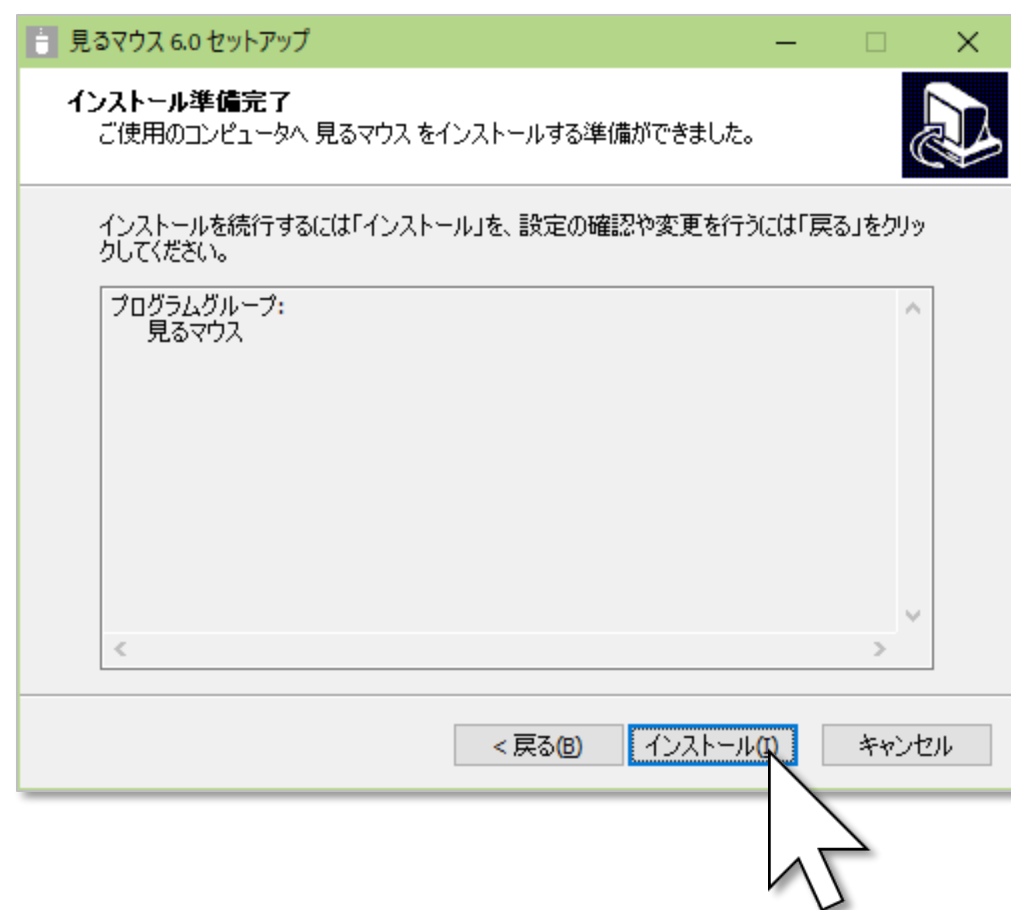 見るマウス 6.0 セットアップ
インストール準備完了
ご使用のコンピュータへ 見るマウス をインストールする準備ができました。
インストールを続行するには「インストール」を、設定の確認や変更を行うには「戻る」をクリッ
クしてください。
プログラムグループ:
見るマウス
< 戻る(B)
インストール(I)
キャンセル